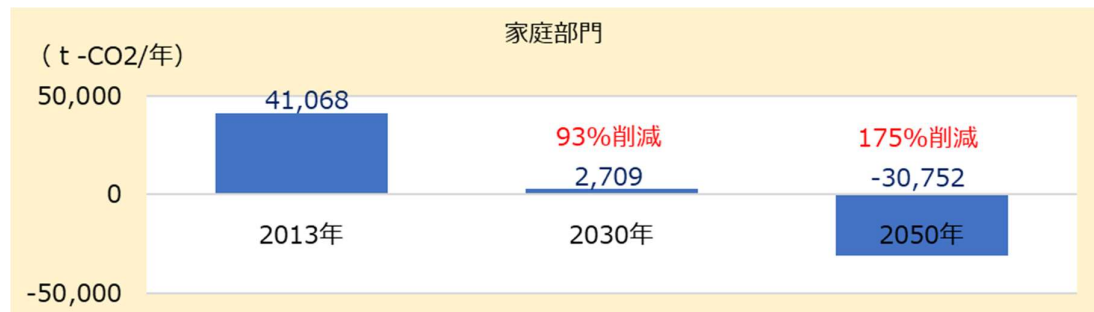 家庭部門
（ｔ-CO2/年）
50,000
41,068
93%削減
175%削減
2,709
-30,752
0
2013年
2030年
2050年
-50,000